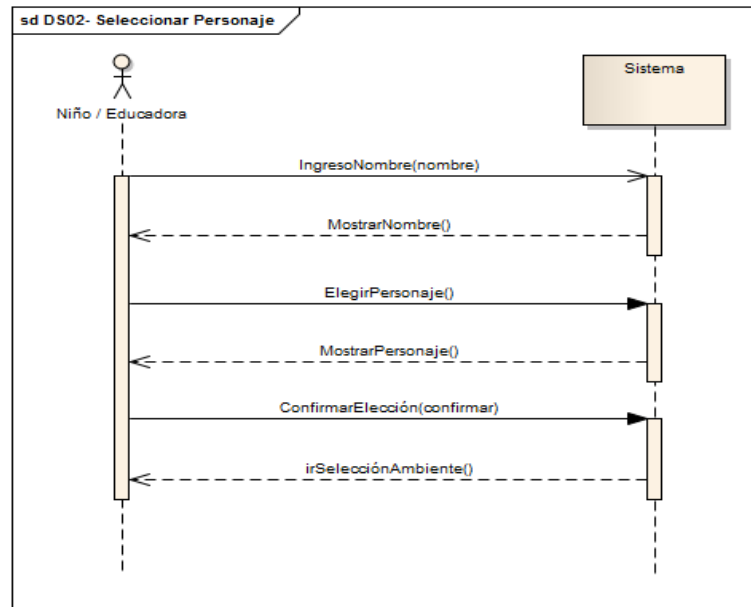 sd DS02- Seleccionar Personaje
Niño / Educadora
Sistema
IngresoNombre(nombre)
MostrarNombre()
ElegirPersonaje()
MostrarPersonaje()
ConfirmarElección(confirmar)
irSelecciónAmbiente()